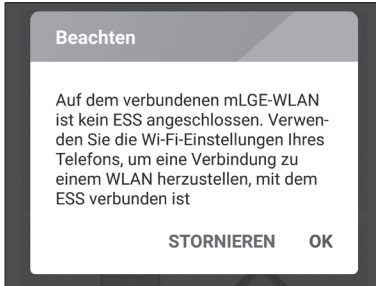 Beachten
Auf dem verbundenen mLGE-WLAN
ist kein ESS angeschlossen. Verwen-
den Sie die Wi-Fi-Einstellungen Ihres
Telefons, um eine Verbindung zu
einem WLAN herzustellen, mit dem
ESS verbunden ist
STORNIEREN OK